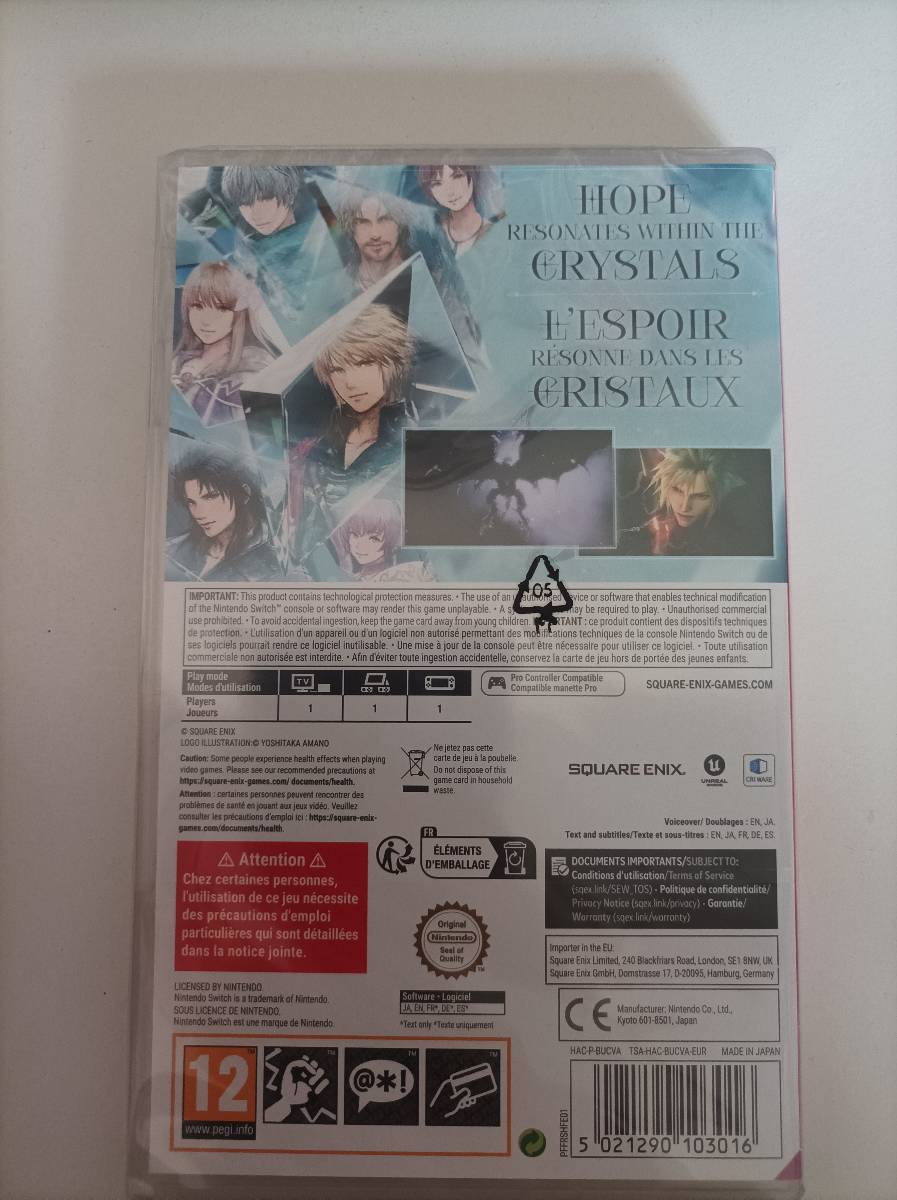 HOPE
RESONATES WITHIN THE
CRYSTALS
L'ESPOIR
RÉSONNE DANS LES
CRISTAUX
05
IMPORTANT: This product contains technological protection measures. • The use of an unauthorised device or software that enables technical modification
of the Nintendo Switch™ console or software may render this game unplayable. • A may be required to play. • Unauthorised commercial
use prohibited. • To avoid accidental ingestion, keep the game card away from young children. IMPORTANT : ce produit contient des dispositifs techniques
de protection. • L'utilisation d'un appareil ou d'un logiciel non autorisé permettant des modifications techniques de la console Nintendo Switch ou de
ses logiciels pourrait rendre ce logiciel inutilisable. • Une mise à jour de la console peut être nécessaire pour utiliser ce logiciel. • Toute utilisation
commerciale non autorisée est interdite. • Afin d'éviter toute ingestion accidentelle, conservez la carte de jeu hors de portée des jeunes enfants.
Play mode
Modes d'utilisation
TV
Players
Joueurs
1
1
1
Pro Controller Compatible
Compatible manette Pro
SQUARE-ENIX-GAMES.COM
© SQUARE ENIX
LOGO ILLUSTRATION:© YOSHITAKA AMANO
Caution: Some people experience health effects when playing
video games. Please see our recommended precautions at
https://square-enix-games.com/ documents/health.
Attention : certaines personnes peuvent rencontrer des
problèmes de santé en jouant aux jeux vidéo. Veuillez
consulter les précautions d'emploi ici : https://square-enix-
games.com/documents/health.
Ne jetez pas cette
carte de jeu à la poubelle.
Do not dispose of this
game card in household
waste.
SQUARE ENIX.
UNREAL
CRI WARE
Voiceover/ Doublages : EN, JA.
Text and subtitles/Texte et sous-titres : EN, JA, FR, DE, ES.
FR
ÉLÉMENTS
D'EMBALLAGE
Attention
Chez certaines personnes,
l'utilisation de ce jeu nécessite
des précautions d'emploi
particulières qui sont détaillées
dans la notice jointe.
DOCUMENTS IMPORTANTS/SUBJECT TO:
Conditions d'utilisation/Terms of Service
(sqex.link/SEW_TOS) • Politique de confidentialité/
Privacy Notice (sqex.link/privacy) • Garantie/
Warranty (sqex.link/warranty)
Original
Nintendo
Seal of
Quality
TM
Importer in the EU:
Square Enix Limited, 240 Blackfriars Road, London, SE1 8NW, UK
Square Enix GmbH, Domstrasse 17, D-20095, Hamburg, Germany
LICENSED BY NINTENDO.
Nintendo Switch is a trademark of Nintendo.
SOUS LICENCE DE NINTENDO.
Nintendo Switch est une marque de Nintendo.
Software • Logiciel
JA, EN, FR*, DE*, ES*
*Text only *Texte uniquement
CE
Manufacturer: Nintendo Co., Ltd.,
Kyoto 601-8501, Japan
HAC-P-BUCVA TSA-HAC-BUCVA-EUR MADE IN JAPAN
12
www.pegi.info
@*!
TM
TM
TM
TM
PFFRSHFE01
5 021290 103016